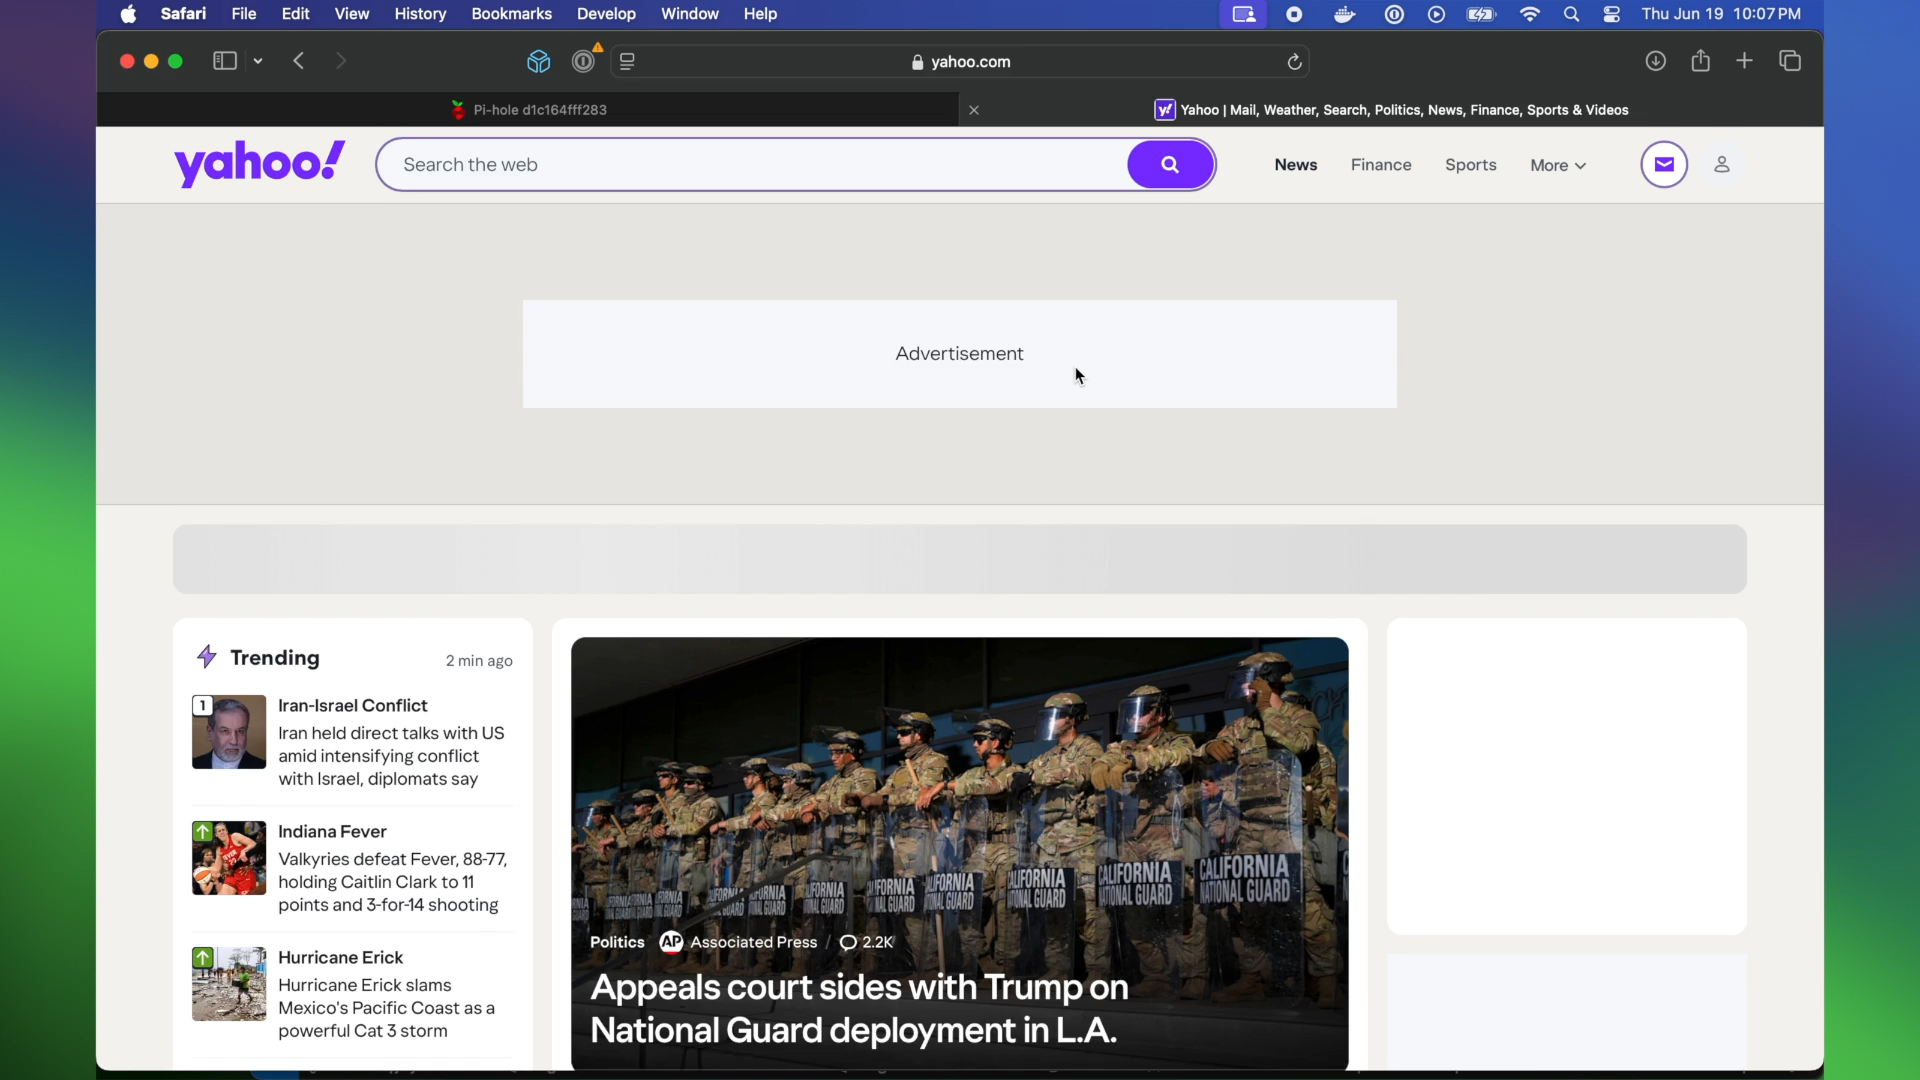 Safari File Edit View History Bookmarks Develop Window Help Thu Jun 19 10:07 PM
yahoo.com
Pi-hole d1c164fff283
y! Yahoo | Mail, Weather, Search, Politics, News, Finance, Sports & Videos
yahoo! Search the web News Finance Sports More
Advertisement
Trending 2 min ago
1 Iran-Israel Conflict
Iran held direct talks with US
amid intensifying conflict
with Israel, diplomats say
Indiana Fever
Valkyries defeat Fever, 88-77,
holding Caitlin Clark to 11
points and 3-for-14 shooting
Hurricane Erick
Hurricane Erick slams
Mexico's Pacific Coast as a
powerful Cat 3 storm
CALIFORNIA
NATIONAL GUARD
CALIFORNIA
NATIONAL GUARD
Politics AP Associated Press / 2.2K
Appeals court sides with Trump on
National Guard deployment in L.A.